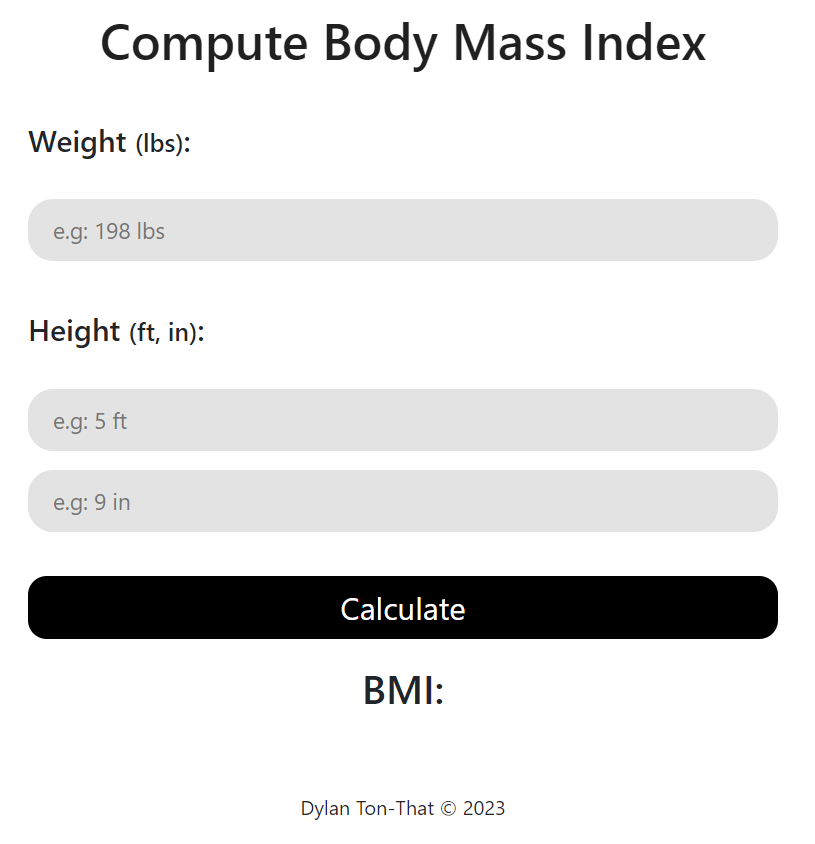 Compute Body Mass Index
Weight (lbs):
e.g: 198 lbs
Height (ft, in):
e.g: 5 ft
e.g: 9 in
Calculate
BMI:
Dylan Ton-That © 2023